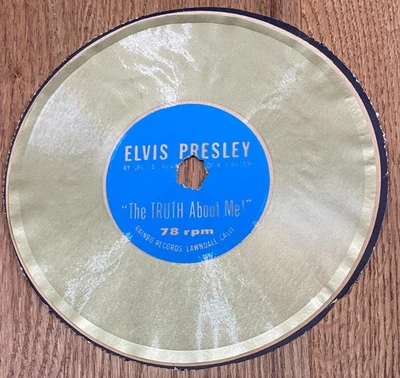 ELVIS PRESLEY
"The TRUTH About Me!"
78 rpm
RAINBO RECORDS, LAWNDALE, CALIF.